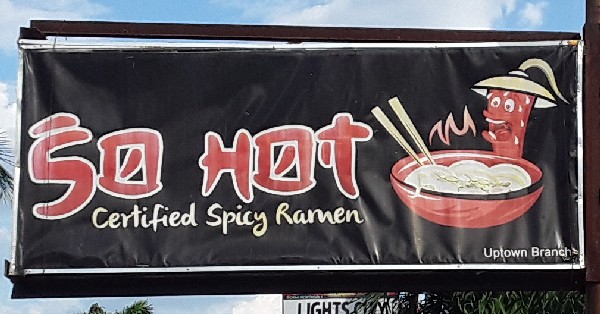 SO HOT
Certified Spicy Ramen
Uptown Branch